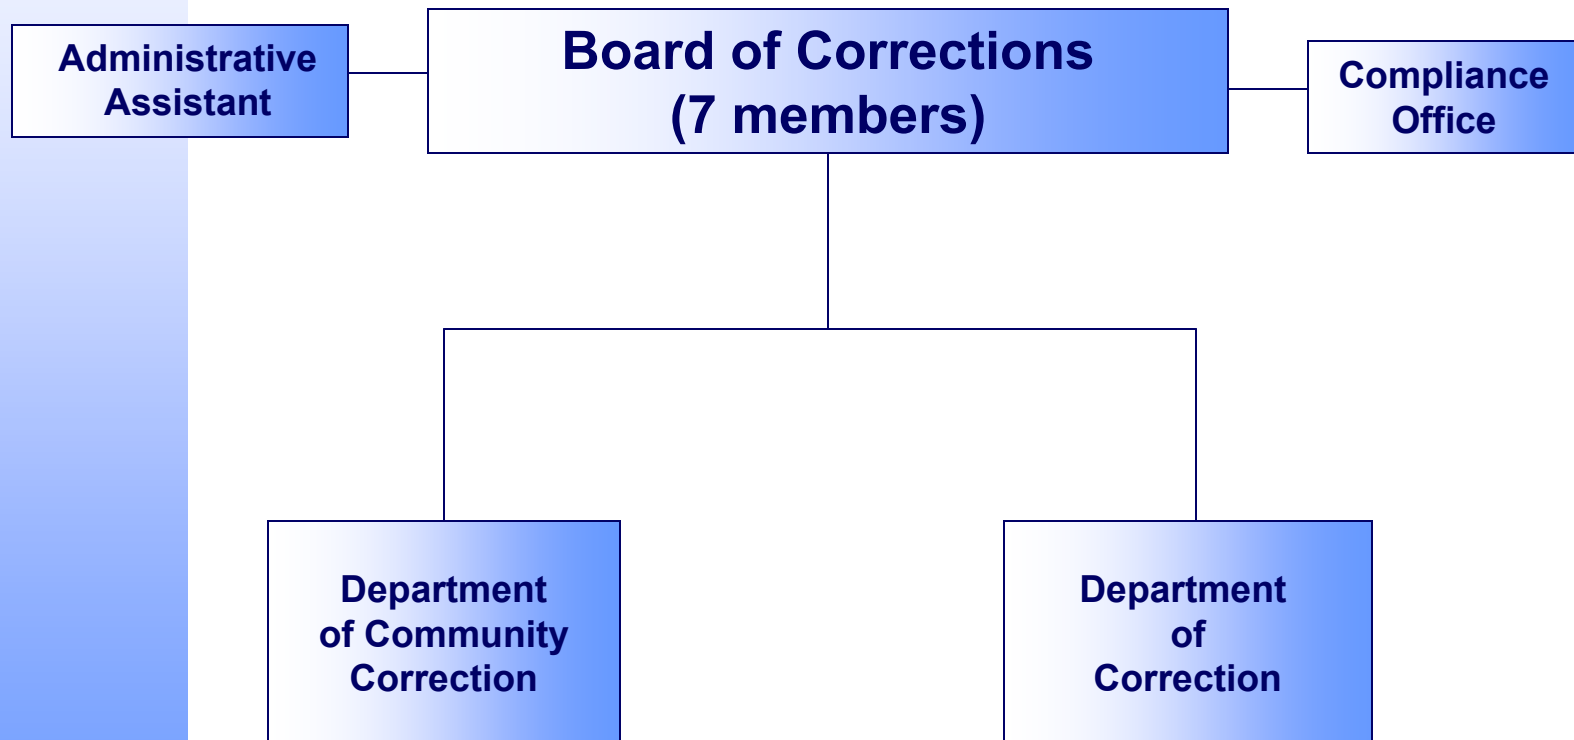 Administrative
Assistant
Board of Corrections
(7 members)
Compliance
Office
Department
of Community
Correction
Department
of
Correction